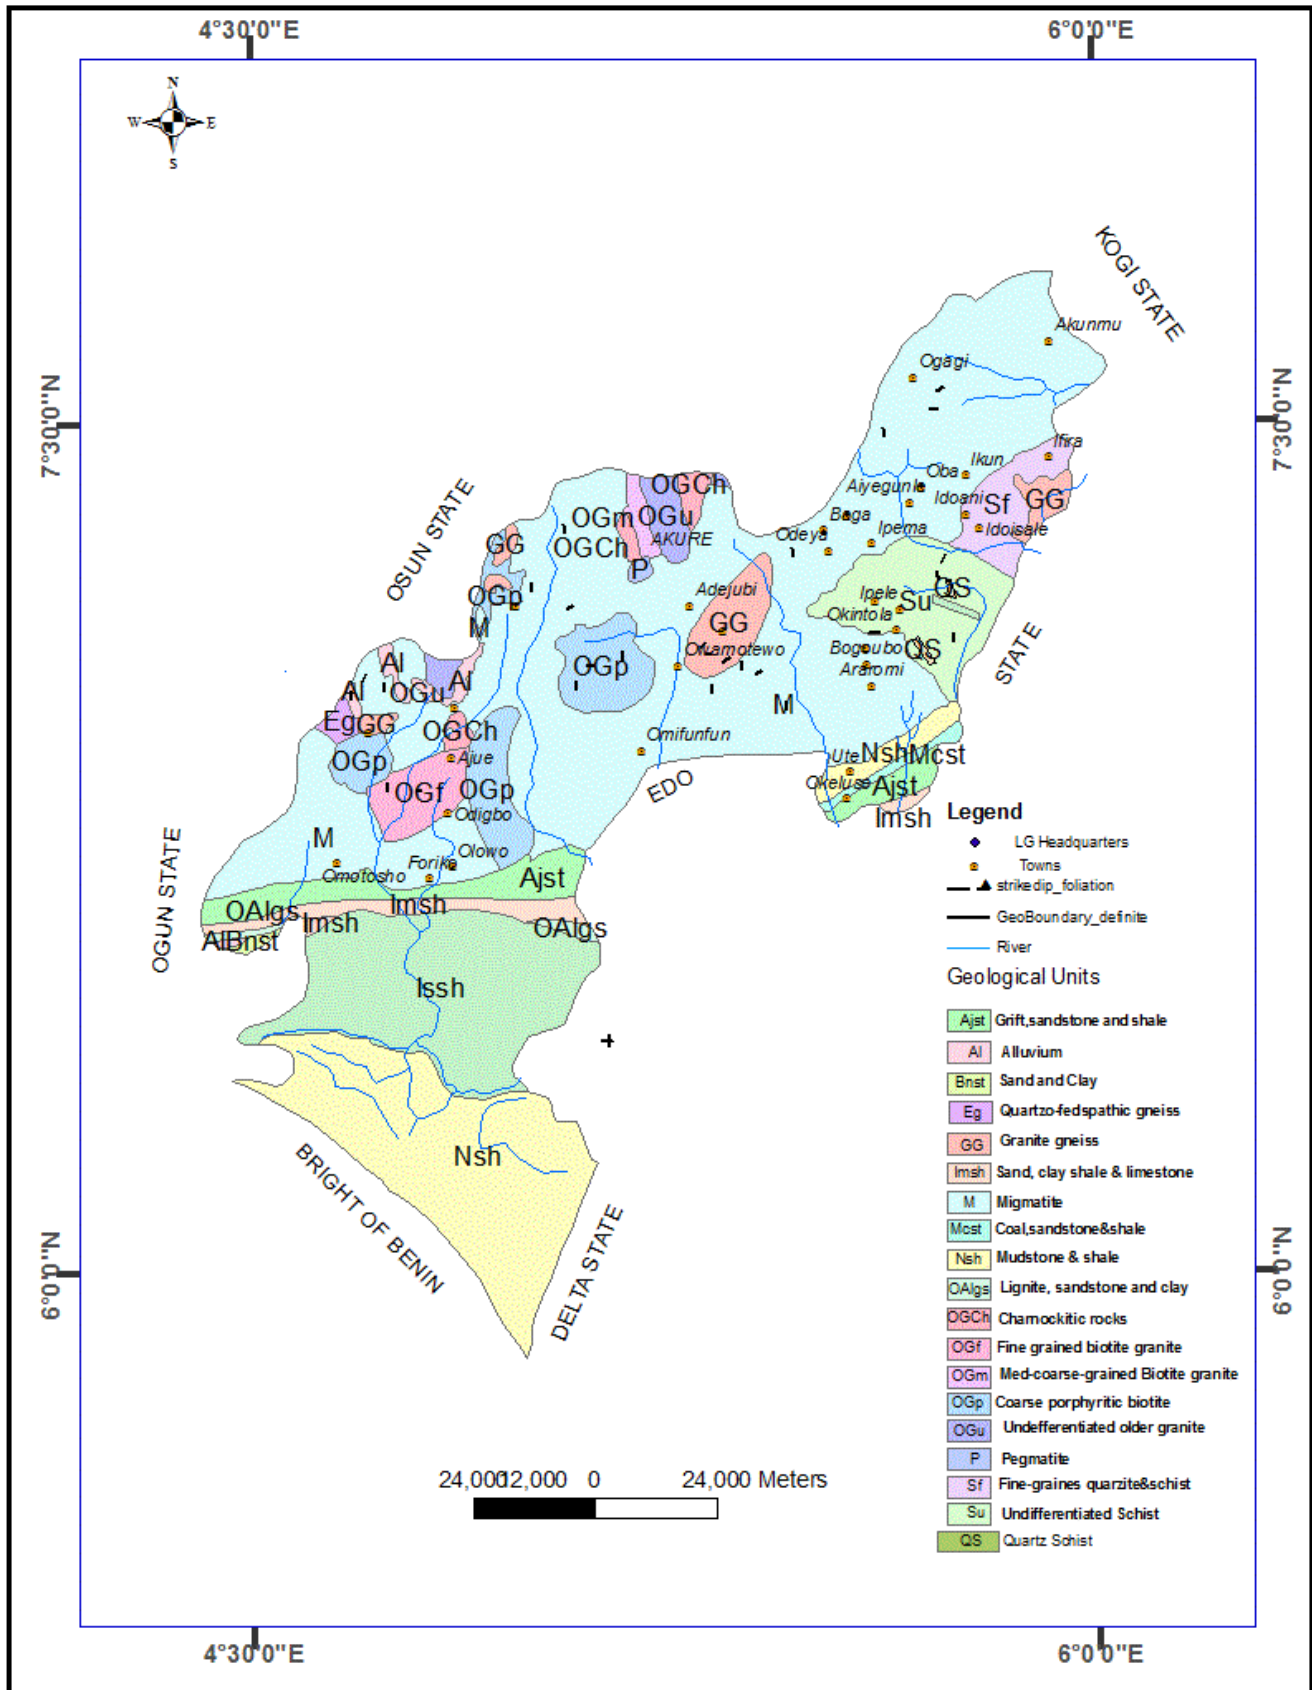 4°30'0"E
6°0'0"E
N
W
E
S
KOGI STATE
Akunmu
Ogagi
7°30'0"N
7°30'0"N
Ifira
Ikun
Oba
Aiyegunle
Idoani
Sf
GG
Idoisale
OSUN STATE
OGCh
OGm
OGu
AKURE
OGCh
GG
P
Baga
Odeya
Ipema
OGp
M
Adejubi
GG
Ipele
Su
QS
Okintola
Bogoubo
QS
Araromi
STATE
Owamotewo
OGp
M
Al
Al
Al
OGu
Eg
GG
OGCh
OGp
Ajue
OGf
OGp
Odigbo
Omifunfun
EDO
Ute
Nsh
Mcst
Okeluse
Ajst
Imsh
OGUN STATE
M
Omotosho
Forike
Olowo
Ajst
OAlgs
Imsh
Imsh
OAlgs
Al
Bnst
Issh
Nsh
BRIGHT OF BENIN
DELTA STATE
6°0'0"N
6°0'0"N
Legend
LG Headquarters
Towns
strikedip_foliation
GeoBoundary_definite
River
Geological Units
Ajst Grift,sandstone and shale
Al Alluvium
Bnst Sand and Clay
Eg Quartzo-fedspathic gneiss
GG Granite gneiss
Imsh Sand, clay shale & limestone
M Migmatite
Mcst Coal,sandstone&shale
Nsh Mudstone & shale
OAlgs Lignite, sandstone and clay
OGCh Charnockitic rocks
OGf Fine grained biotite granite
OGm Med-coarse-grained Biotite granite
OGp Coarse porphyritic biotite
OGu Undefferentiated older granite
P Pegmatite
Sf Fine-graines quarzite&schist
Su Undifferentiated Schist
QS Quartz Schist
24,000 12,000 0 24,000 Meters
4°30'0"E
6°0'0"E